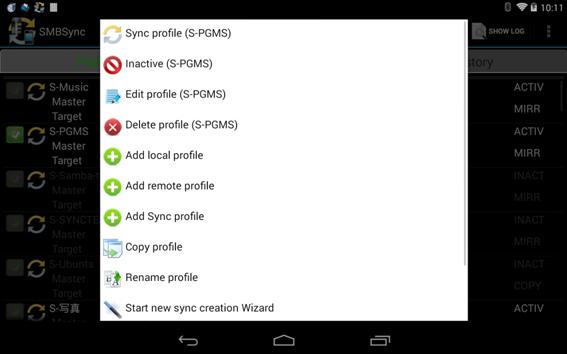 10:11
SMBSync
SHOW LOG
story
Sync profile (S-PGMS)
Inactive (S-PGMS)
Edit profile (S-PGMS)
Delete profile (S-PGMS)
Add local profile
Add remote profile
Add Sync profile
Copy profile
Rename profile
Start new sync creation Wizard
S-Music ACTIV
Master MIRR
Target
S-PGMS ACTIV
Master MIRR
Target
S-Samba- INACT
Master MIRR
Target
S-SYNCTE INACT
Master MIRR
Target
S-Ubunts INACT
Master COPY
Target
S-写真 ACTIV
Master